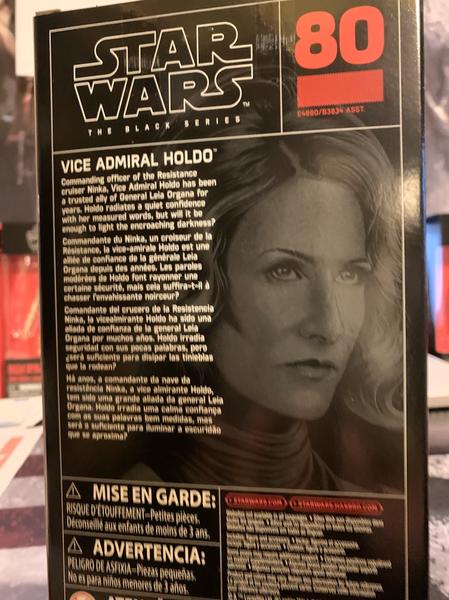 STAR
WARS™
THE BLACK SERIES
80
E4080/B3834 ASST.
VICE ADMIRAL HOLDO™
Commanding officer of the Resistance
cruiser Ninka, Vice Admiral Holdo has been
a trusted ally of General Leia Organa for
years. Holdo radiates a quiet confidence
with her measured words, but will it be
enough to light the encroaching darkness?
Commandante du Ninka, un croiseur de la
Résistance, la vice-amirale Holdo est une
alliée de confiance de la générale Leia
Organa depuis des années. Les paroles
modérées de Holdo font rayonner une
certaine sécurité, mais cela suffira-t-il à
chasser l'envahissante noirceur?
Comandante del crucero de la Resistencia
Ninka, la vicealmirante Holdo ha sido una
aliada de confianza de la general Leia
Organa por muchos años. Holdo irradia
seguridad con sus pocas palabras, pero
¿será suficiente para disipar las tinieblas
que la rodean?
Há anos, a comandante da nave da
resistência Ninka, a vice almirante Holdo,
tem sido uma grande aliada da general Leia
Organa. Holdo irradia uma calma confiança
com as suas palavras bem medidas, mas
será o suficiente para iluminar a escuridão
que se aproxima?
MISE EN GARDE:
RISQUE D'ÉTOUFFEMENT–Petites pièces.
Déconseillé aux enfants de moins de 3 ans.
ADVERTENCIA:
PELIGRO DE ASFIXIA–Piezas pequeñas.
No es para niños menores de 3 años.
STARWARS.COM
STARWARS.HASBRO.COM